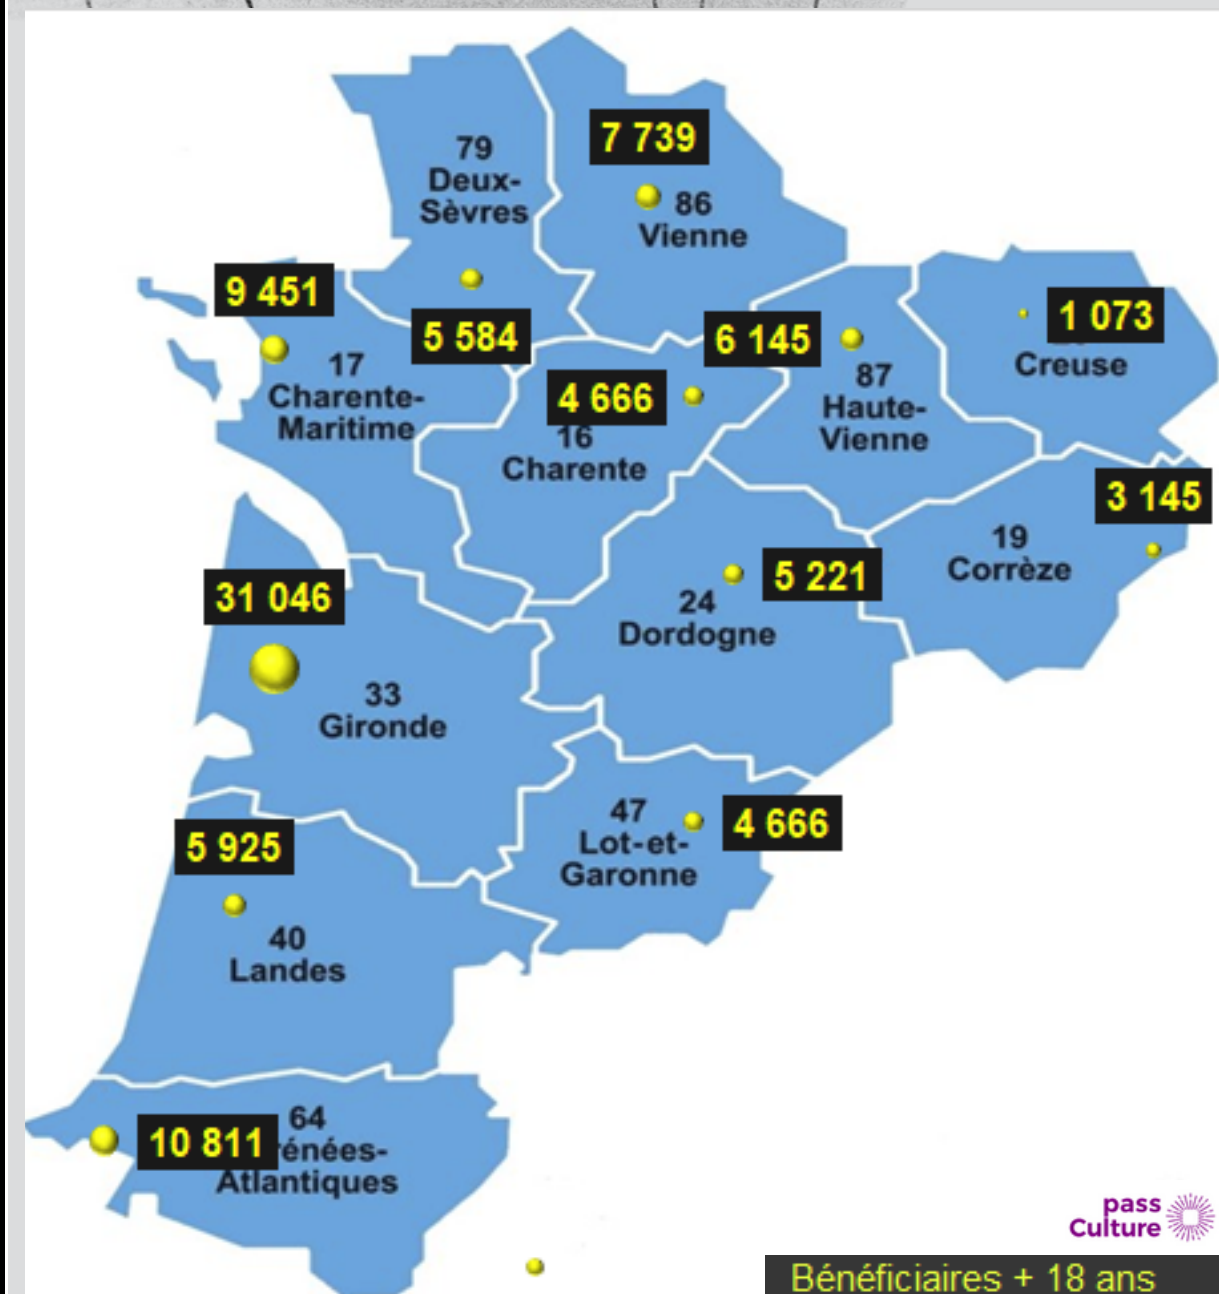 79
Deux-
Sèvres
7 739
86
Vienne
9 451
5 584
6 145
1 073
Creuse
17
Charente-
Maritime
4 666
16
Charente
87
Haute-
Vienne
3 145
19
Corrèze
31 046
5 221
24
Dordogne
33
Gironde
47
Lot-et-
Garonne
4 666
5 925
40
Landes
64
10 811 rénées-
Atlantiques
pass
Culture
Bénéficiaires + 18 ans